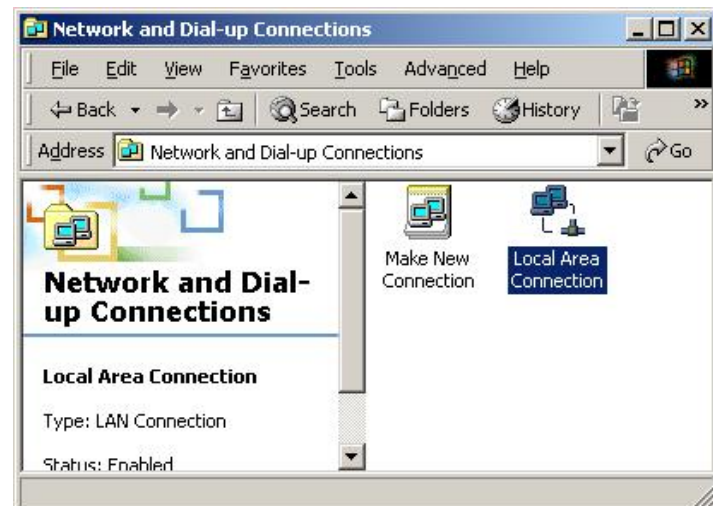 Network and Dial-up Connections
File Edit View Favorites Tools Advanced Help
Back Search Folders History »
Address Network and Dial-up Connections Go
Make New
Connection
Local Area
Connection
Network and Dial-
up Connections
Local Area Connection
Type: LAN Connection
Status: Enabled